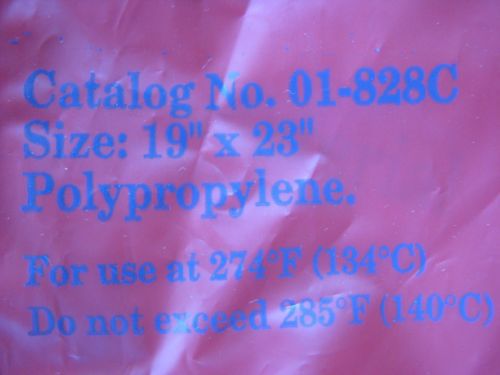 Catalog No. 01-828C
Size: 19" x 23"
Polypropylene.
For use at 274°F (134°C)
Do not exceed 285°F (140°C)